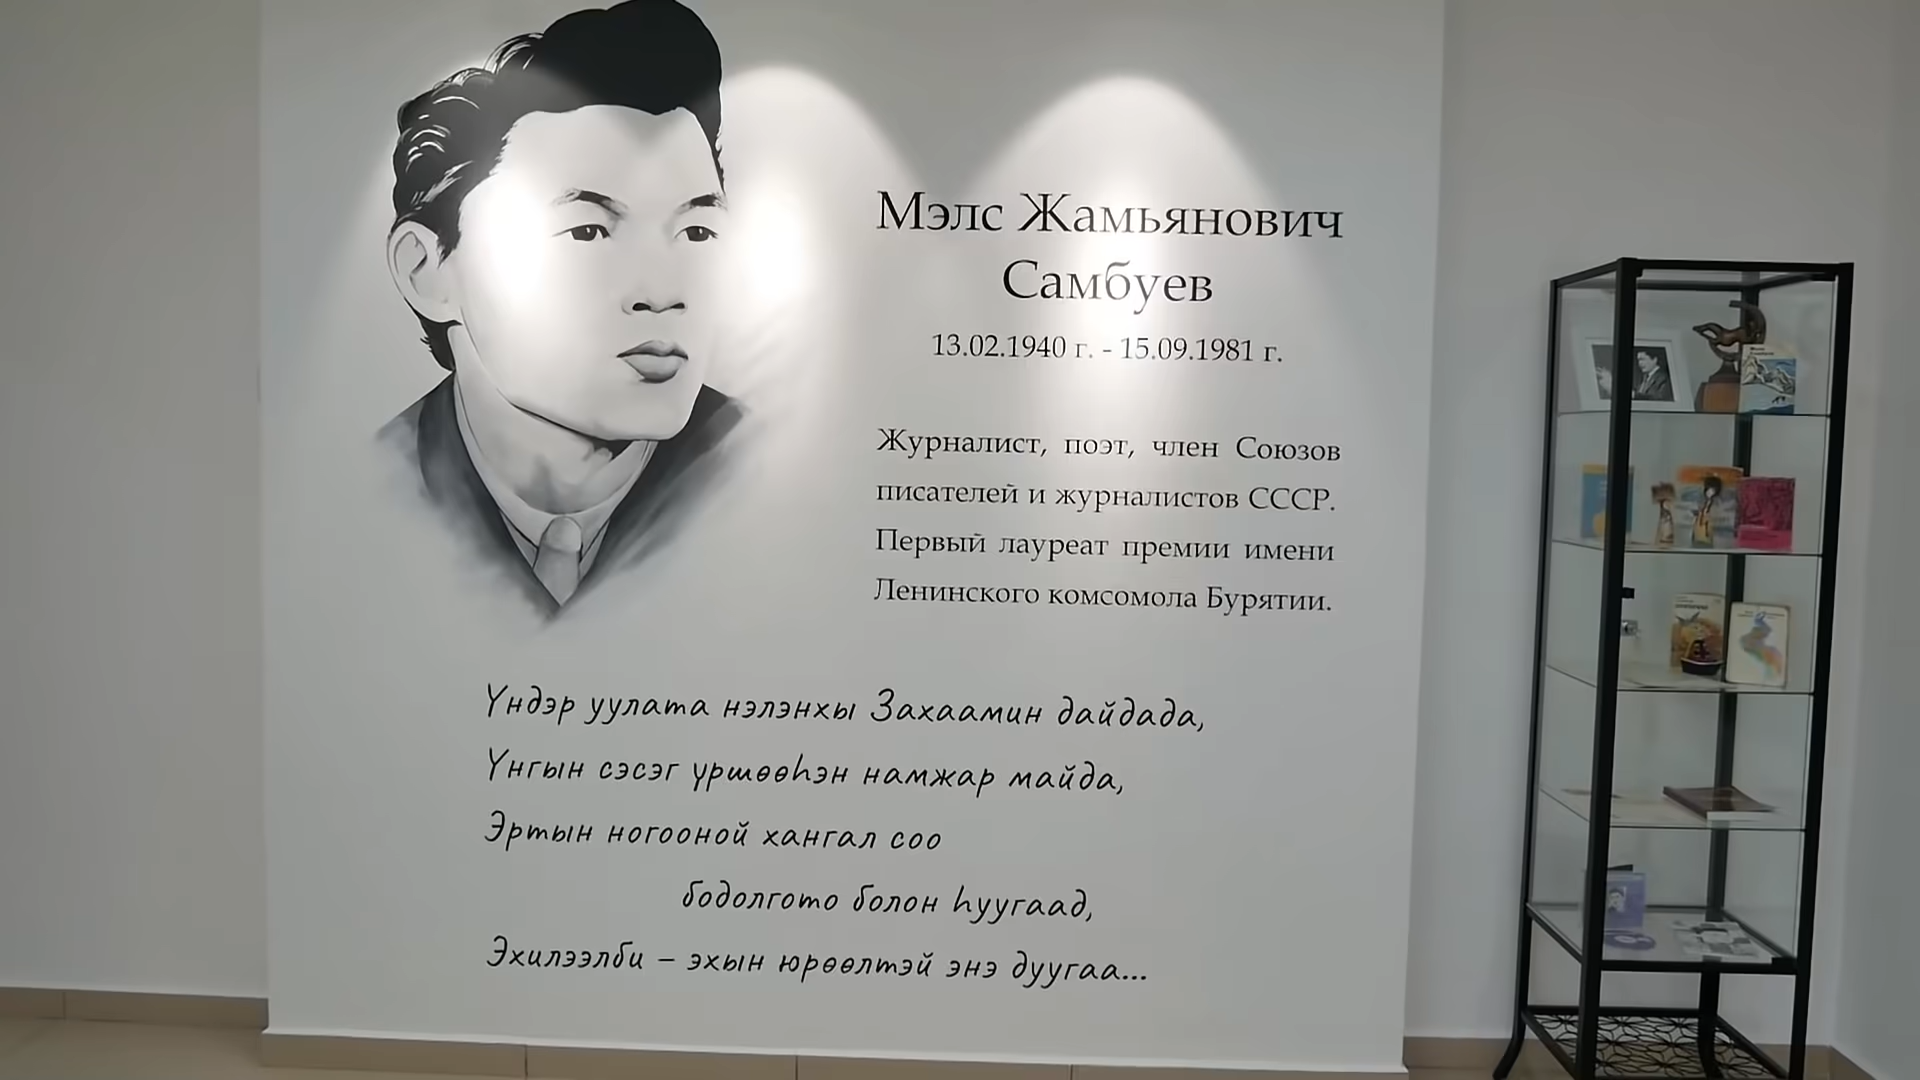 Мэлс Жамьянович
Самбуев
13.02.1940 г. - 15.09.1981 г.
Журналист, поэт, член Союзов
писателей и журналистов СССР.
Первый лауреат премии имени
Ленинского комсомола Бурятии.
Үндэр уулата нэлэнхы Захаамин дайдада,
Үнгын сэсэг үршөөһэн намжар майда,
Эртын ногооной хангал соо
бодолгото болон һуугаад,
Эхилээлби – эхын юрөөлтэй энэ дуугаа...